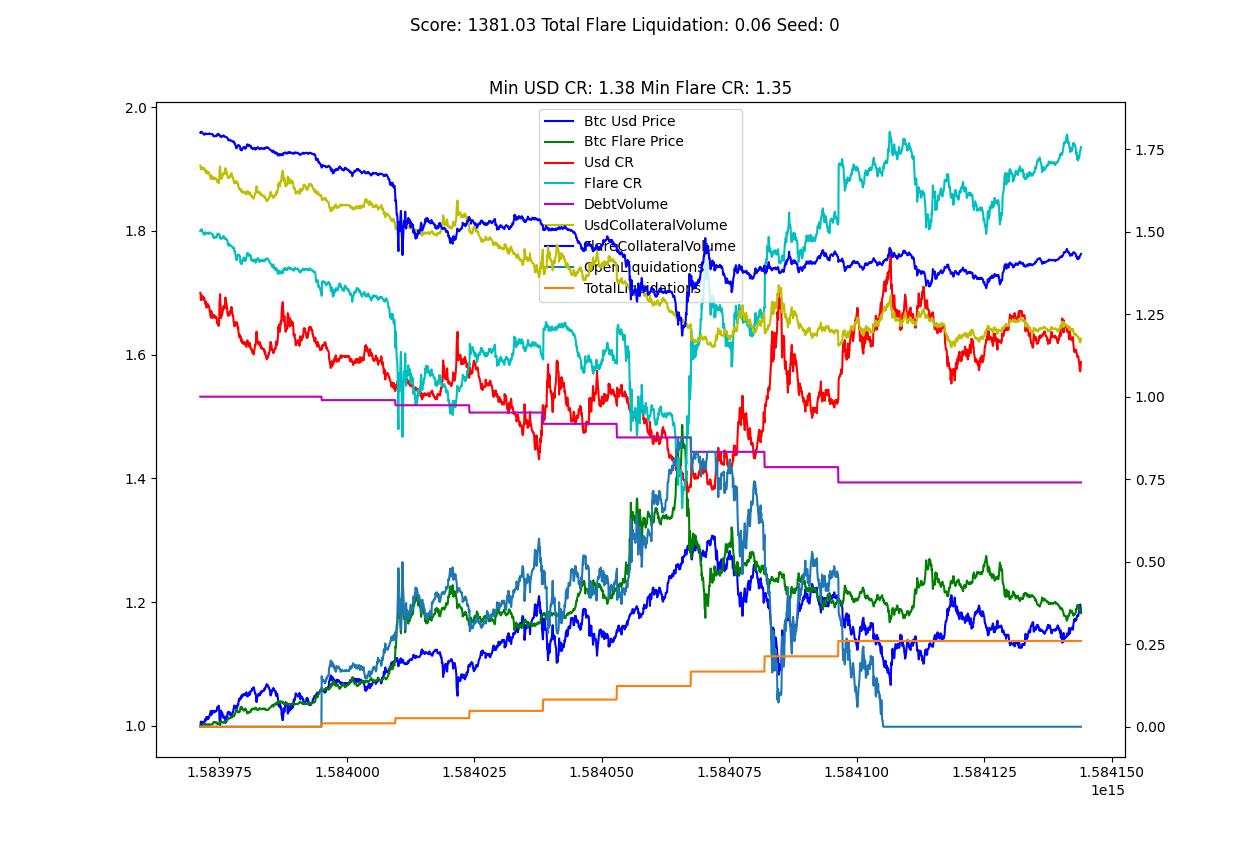 Score: 1381.03 Total Flare Liquidation: 0.06 Seed: 0
Min USD CR: 1.38 Min Flare CR: 1.35
Btc Usd Price
Btc Flare Price
Usd CR
Flare CR
DebtVolume
UsdCollateralVolume
FlareCollateralVolume
OpenLiquidations
TotalLiquidations
2.0
1.8
1.6
1.4
1.2
1.0
1.75
1.50
1.25
1.00
0.75
0.50
0.25
0.00
1.583975 1.584000 1.584025 1.584050 1.584075 1.584100 1.584125 1.584150
1e15